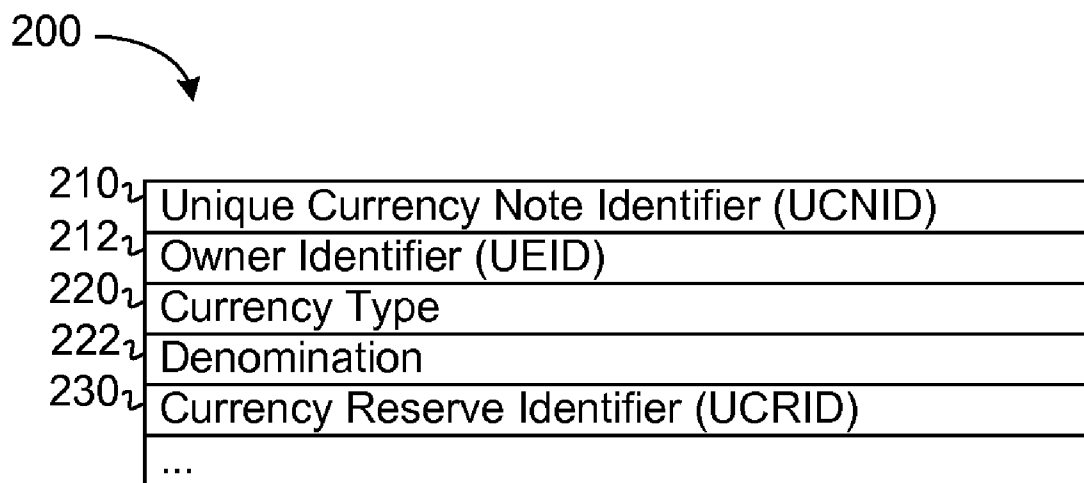 200
210 Unique Currency Note Identifier (UCNID)
212 Owner Identifier (UEID)
220 Currency Type
222 Denomination
230 Currency Reserve Identifier (UCRID)
...